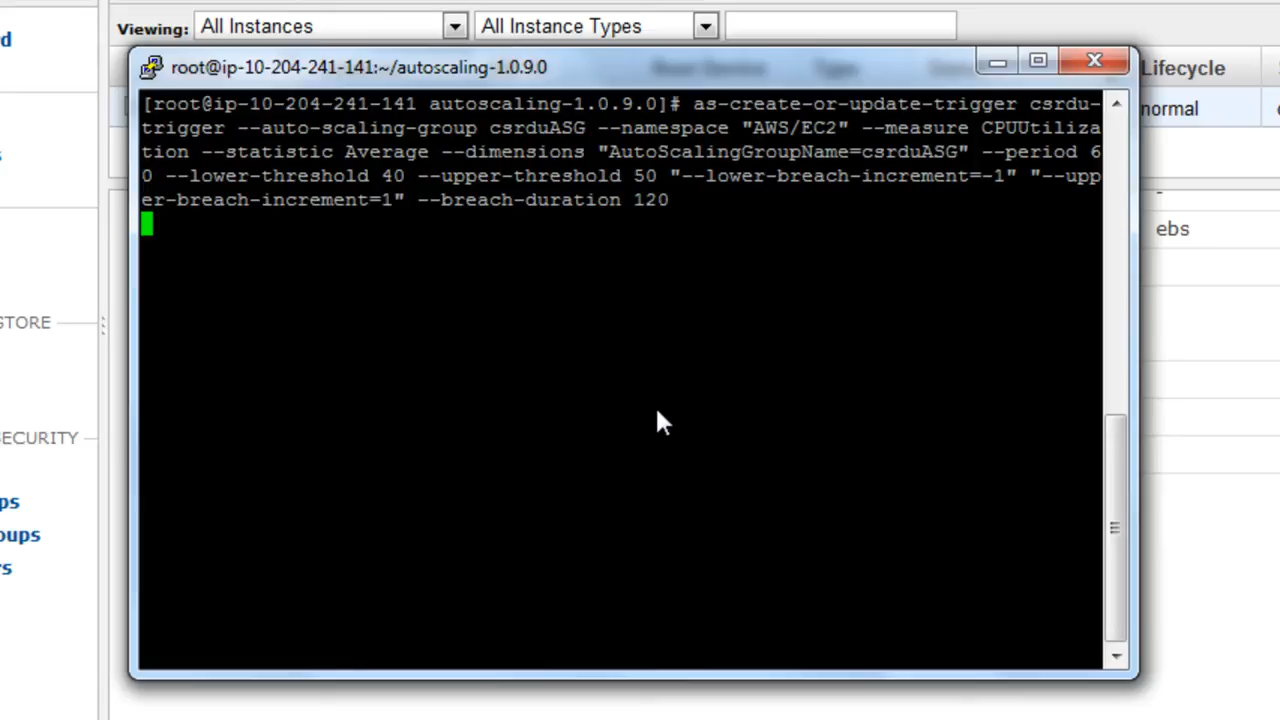 d
Viewing: All Instances All Instance Types
root@ip-10-204-241-141:~/autoscaling-1.0.9.0
Lifecycle
[root@ip-10-204-241-141 autoscaling-1.0.9.0]# as-create-or-update-trigger csrdu-
trigger --auto-scaling-group csrduASG --namespace "AWS/EC2" --measure CPUUtiliza
tion --statistic Average --dimensions "AutoScalingGroupName=csrduASG" --period 6
0 --lower-threshold 40 --upper-threshold 50 "--lower-breach-increment=-1" "--upp
er-breach-increment=1" --breach-duration 120
normal
ebs
STORE
ECURITY
ps
oups
rs